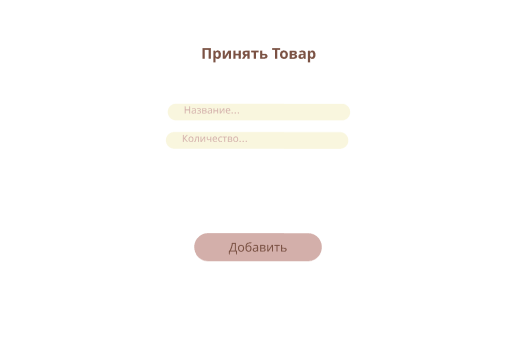 Принять Товар
Название...
Количество...
Добавить